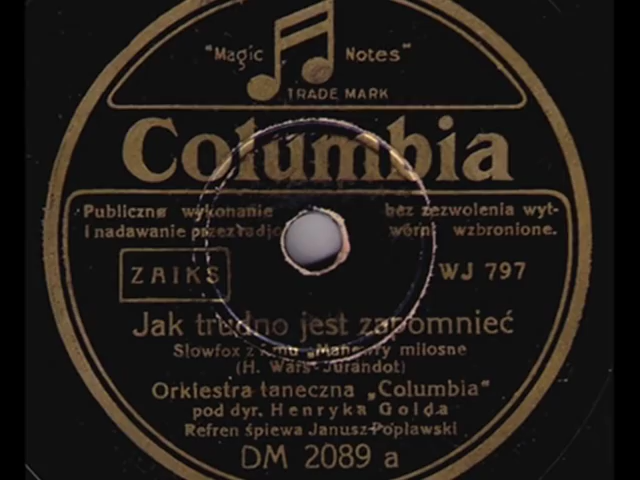 "Magic Notes"
TRADE MARK
Columbia
Publiczne wykonanie bez zezwolenia wyt-
i nadawanie przez radjo wórni wzbronione.
ZAIKS
WJ 797
Jak trudno jest zapomnieć
Slowfox z f-mu „Manewry miłosne
(H. Wars-Jurandot)
Orkiestra taneczna „Columbia"
pod dyr. Henryka Golda
Refren śpiewa Janusz Popławski
DM 2089 a